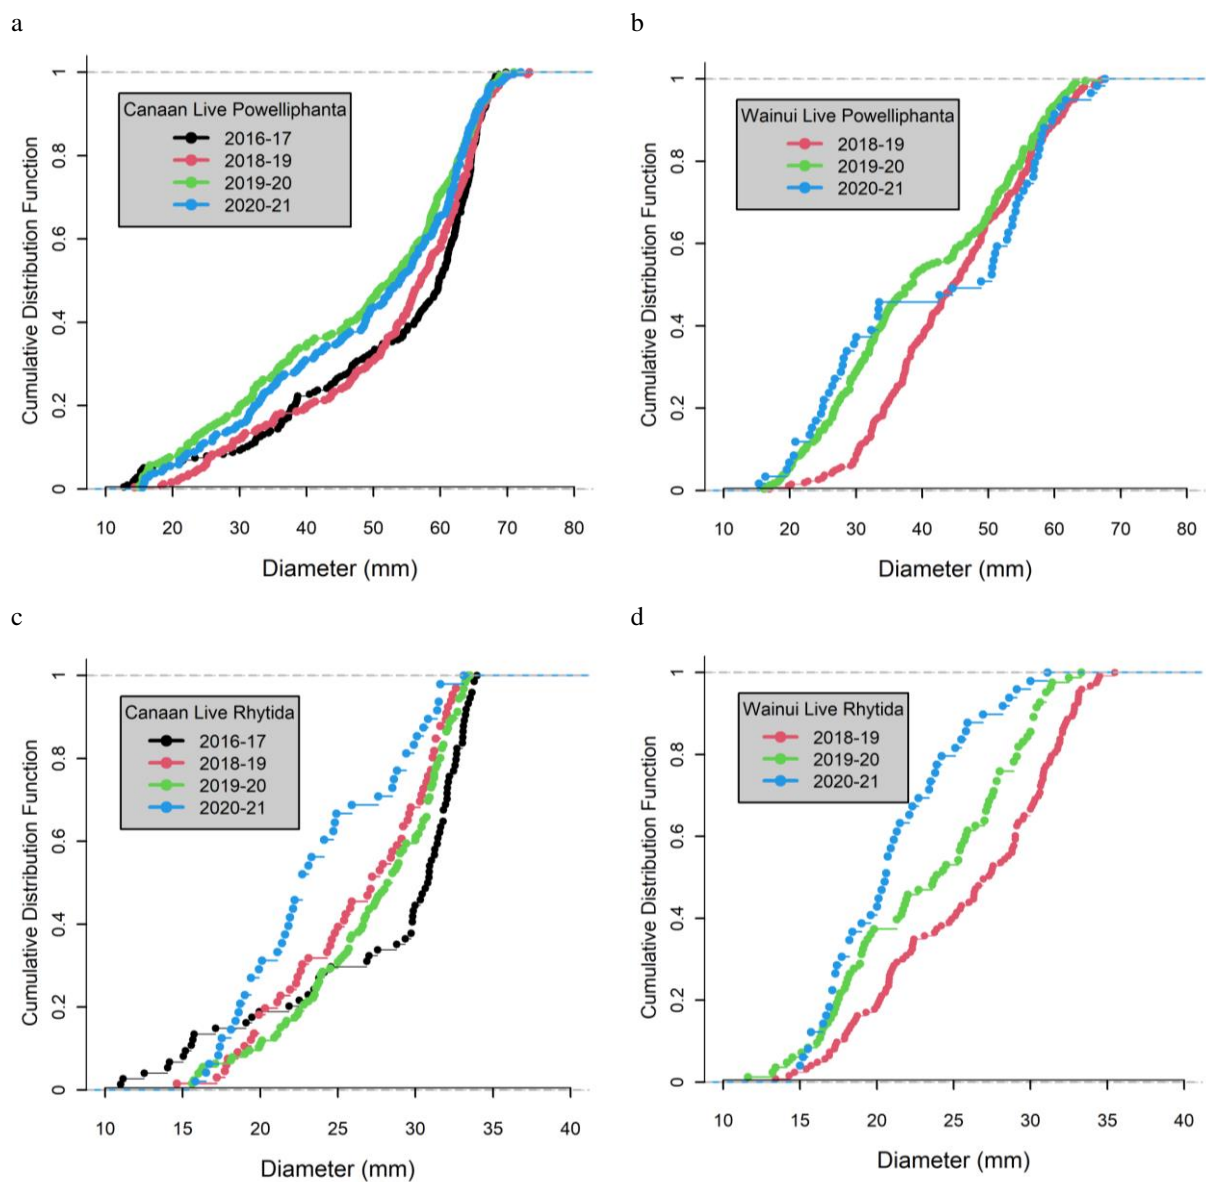 a
Canaan Live Powelliphanta
2016-17
2018-19
2019-20
2020-21
Cumulative Distribution Function
1
0.8
0.6
0.4
0.2
0
10 20 30 40 50 60 70 80
Diameter (mm)
b
Wainui Live Powelliphanta
2018-19
2019-20
2020-21
Cumulative Distribution Function
1
0.8
0.6
0.4
0.2
0
10 20 30 40 50 60 70 80
Diameter (mm)
c
Canaan Live Rhytida
2016-17
2018-19
2019-20
2020-21
Cumulative Distribution Function
1
0.8
0.6
0.4
0.2
0
10 15 20 25 30 35 40
Diameter (mm)
d
Wainui Live Rhytida
2018-19
2019-20
2020-21
Cumulative Distribution Function
1
0.8
0.6
0.4
0.2
0
10 15 20 25 30 35 40
Diameter (mm)